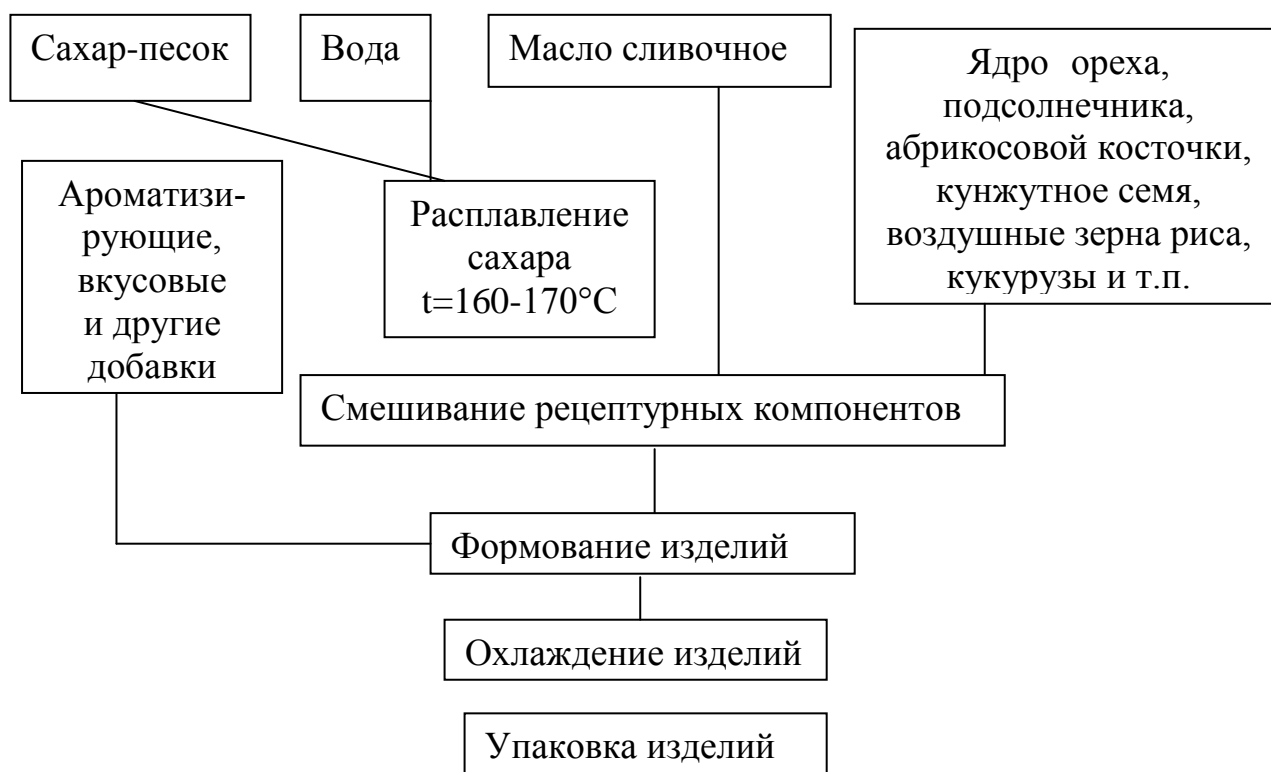 Сахар-песок
Вода
Масло сливочное
Ядро ореха,
подсолнечника,
абрикосовой косточки,
кунжутное семя,
воздушные зерна риса,
кукурузы и т.п.
Ароматизи-
рующие,
вкусовые
и другие
добавки
Расплавление
сахара
t=160-170°С
Смешивание рецептурных компонентов
Формование изделий
Охлаждение изделий
Упаковка изделий